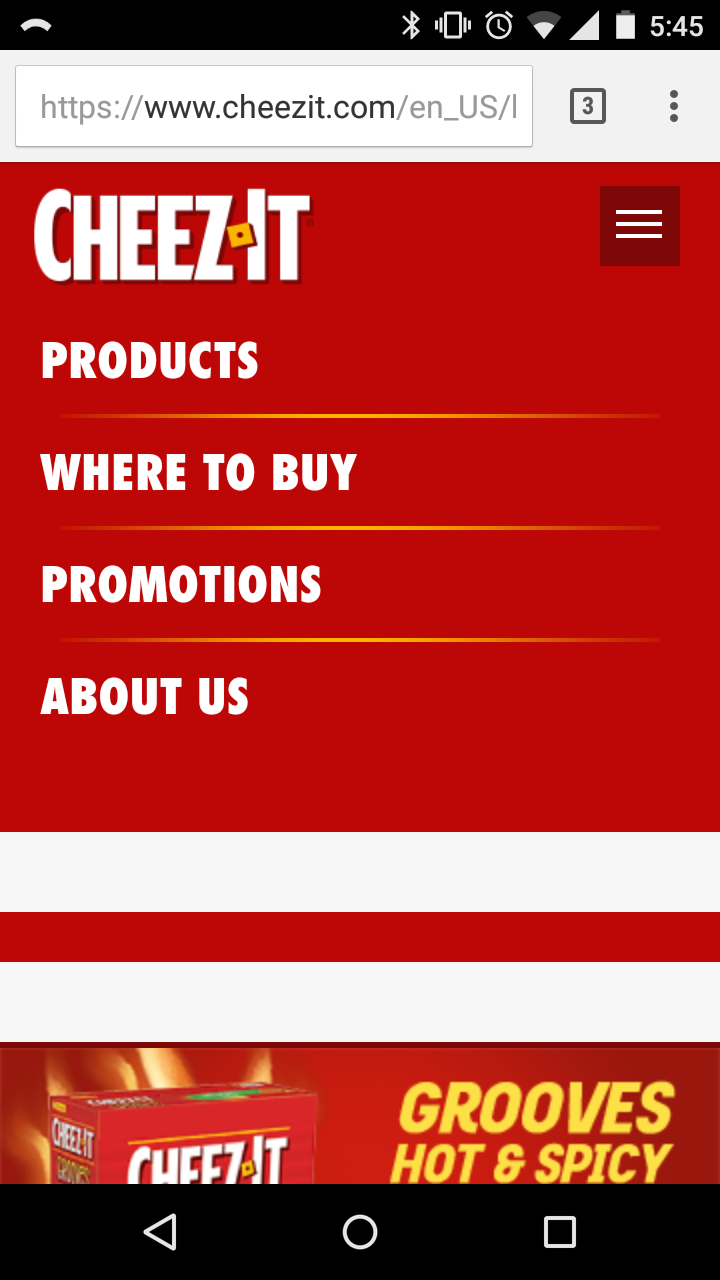 5:45
https://www.cheezit.com/en_US/l
3
CHEEZ-IT
PRODUCTS
WHERE TO BUY
PROMOTIONS
ABOUT US
GROOVES
HOT & SPICY
CHEEZ-IT
GROOVES
CHEEZ-IT